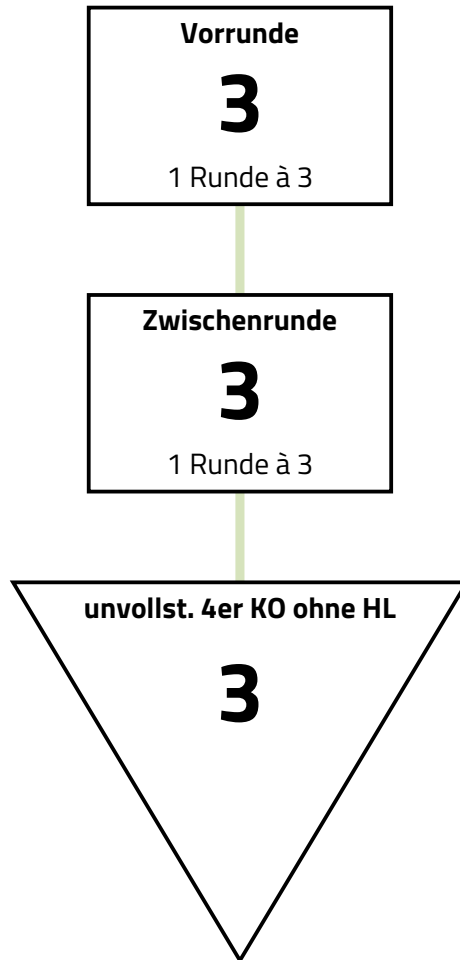 Vorrunde
3
1 Runde à 3
Zwischenrunde
3
1 Runde à 3
unvollst. 4er KO ohne HL
3